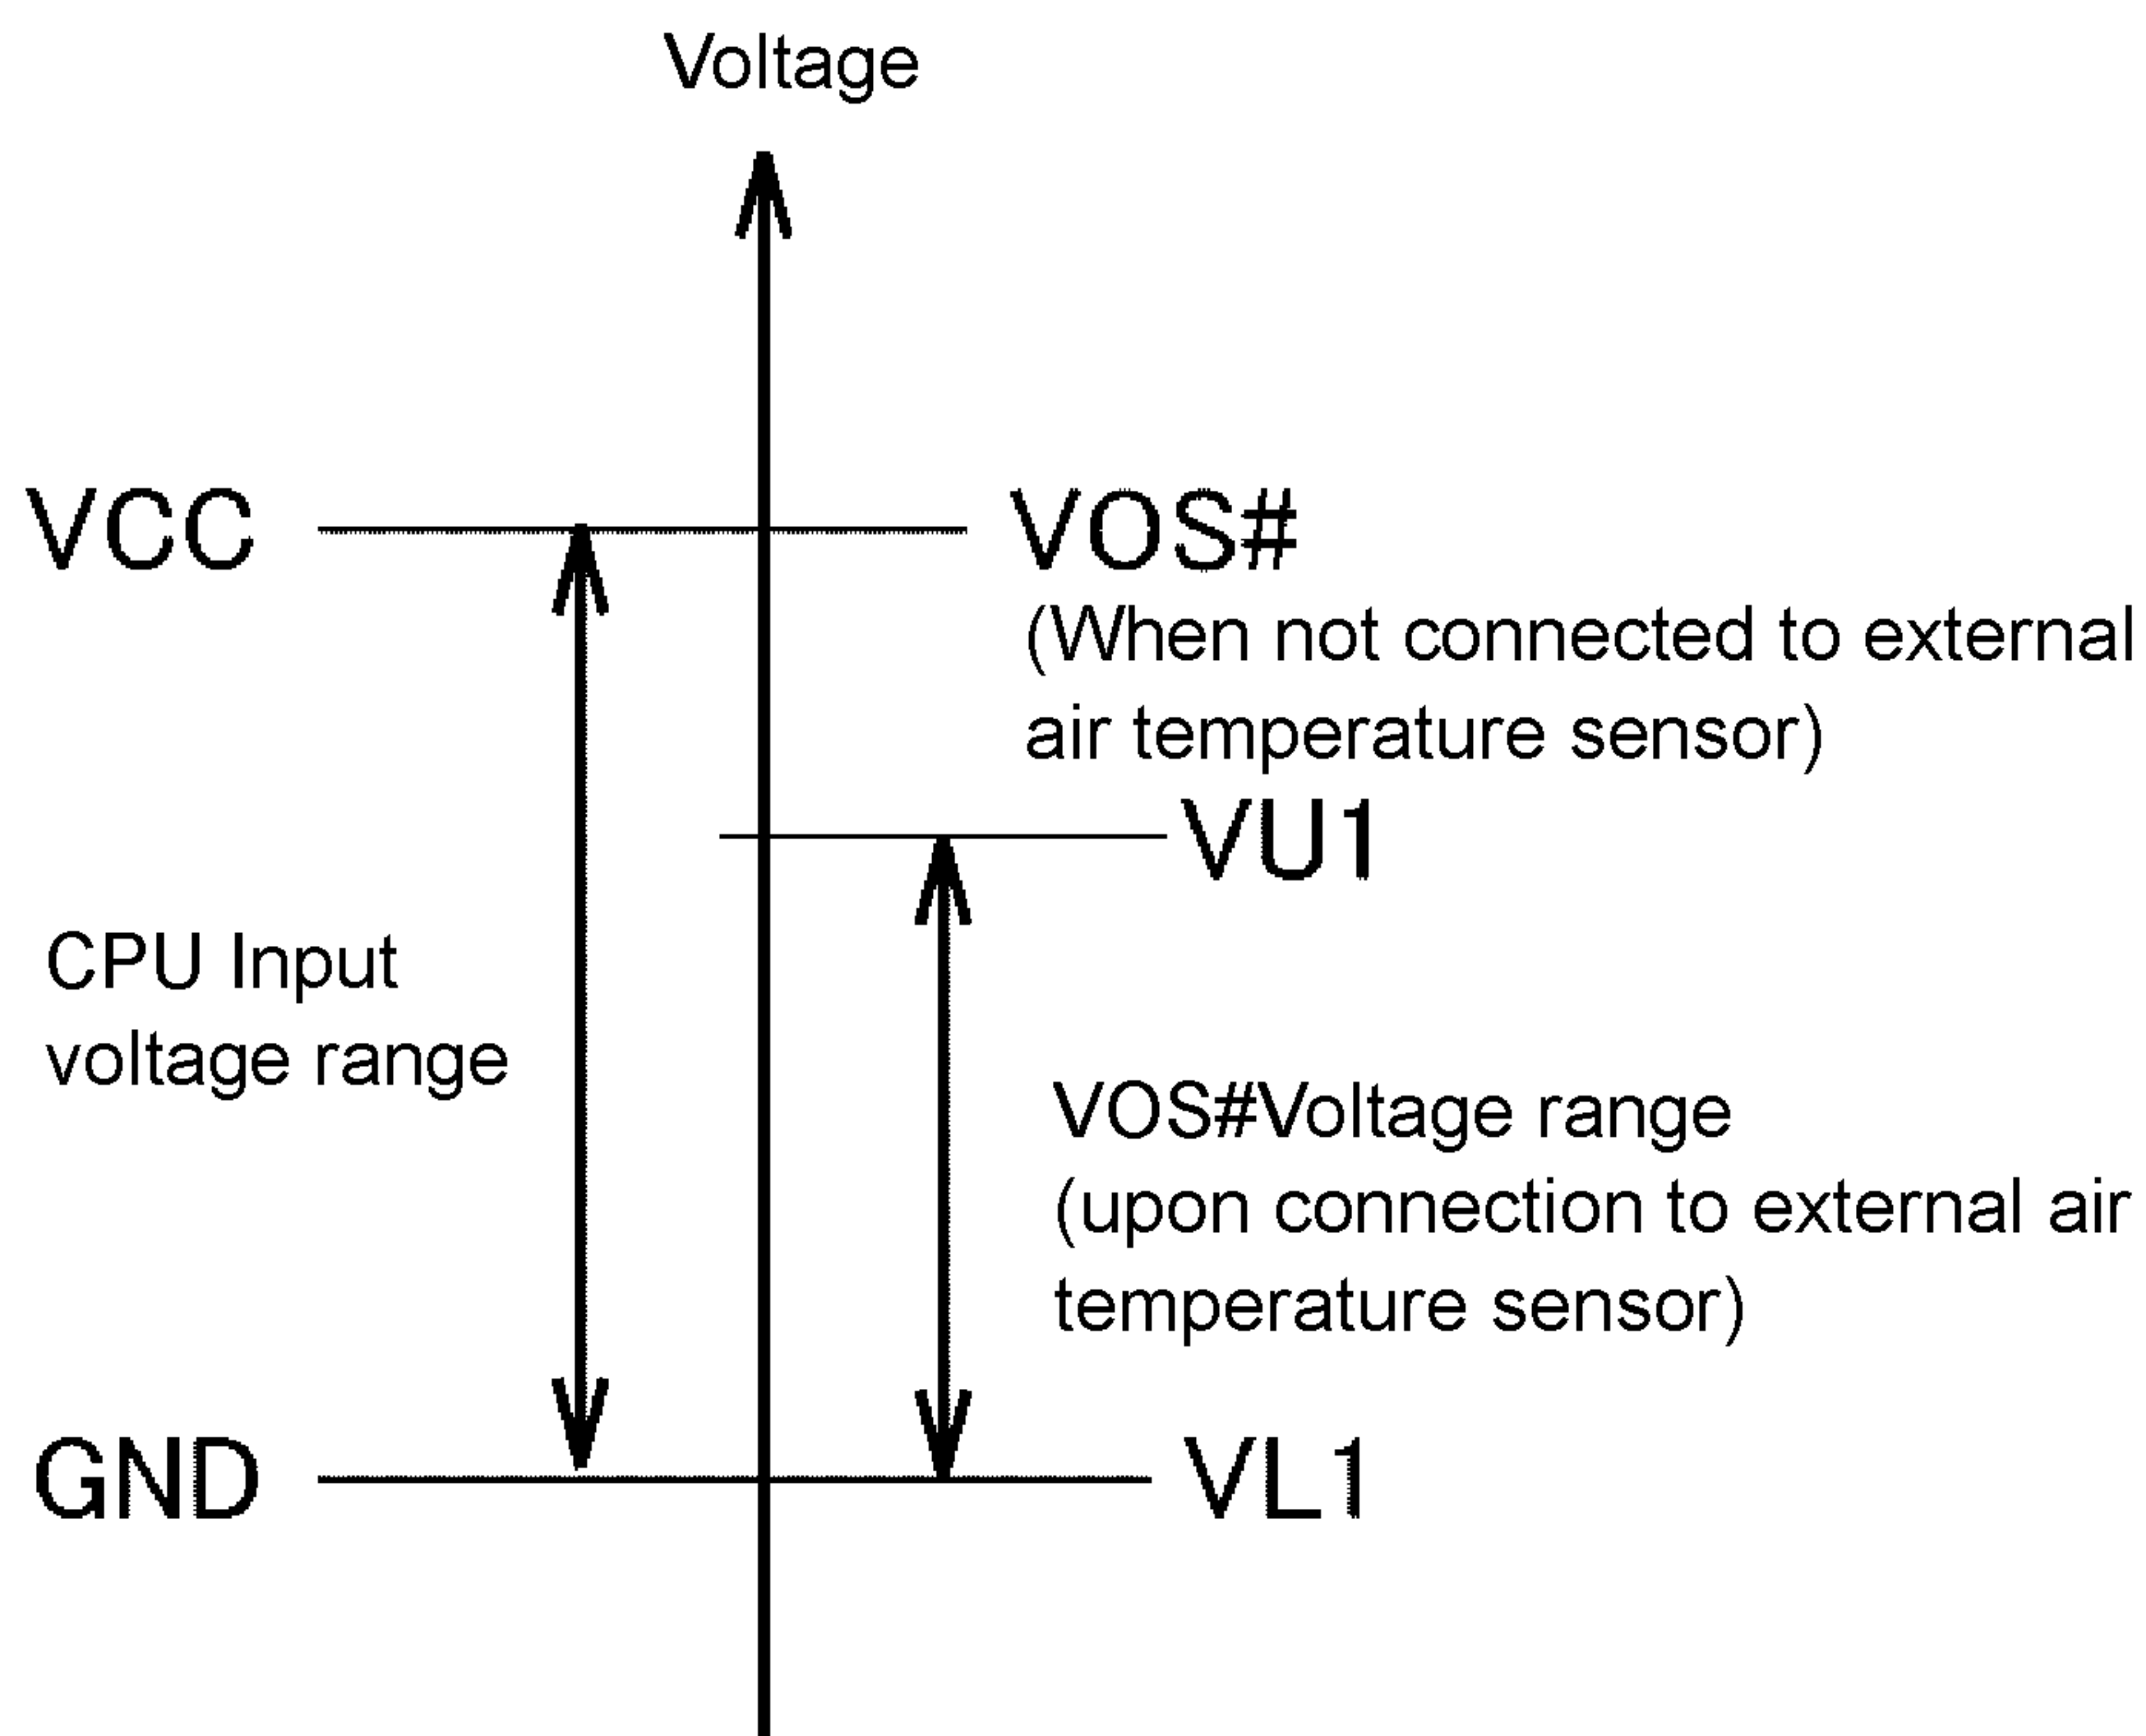 Voltage
VCC
VOS#
(When not connected to external
air temperature sensor)
VU1
CPU Input
voltage range
VOS#Voltage range
(upon connection to external air
temperature sensor)
GND
VL1